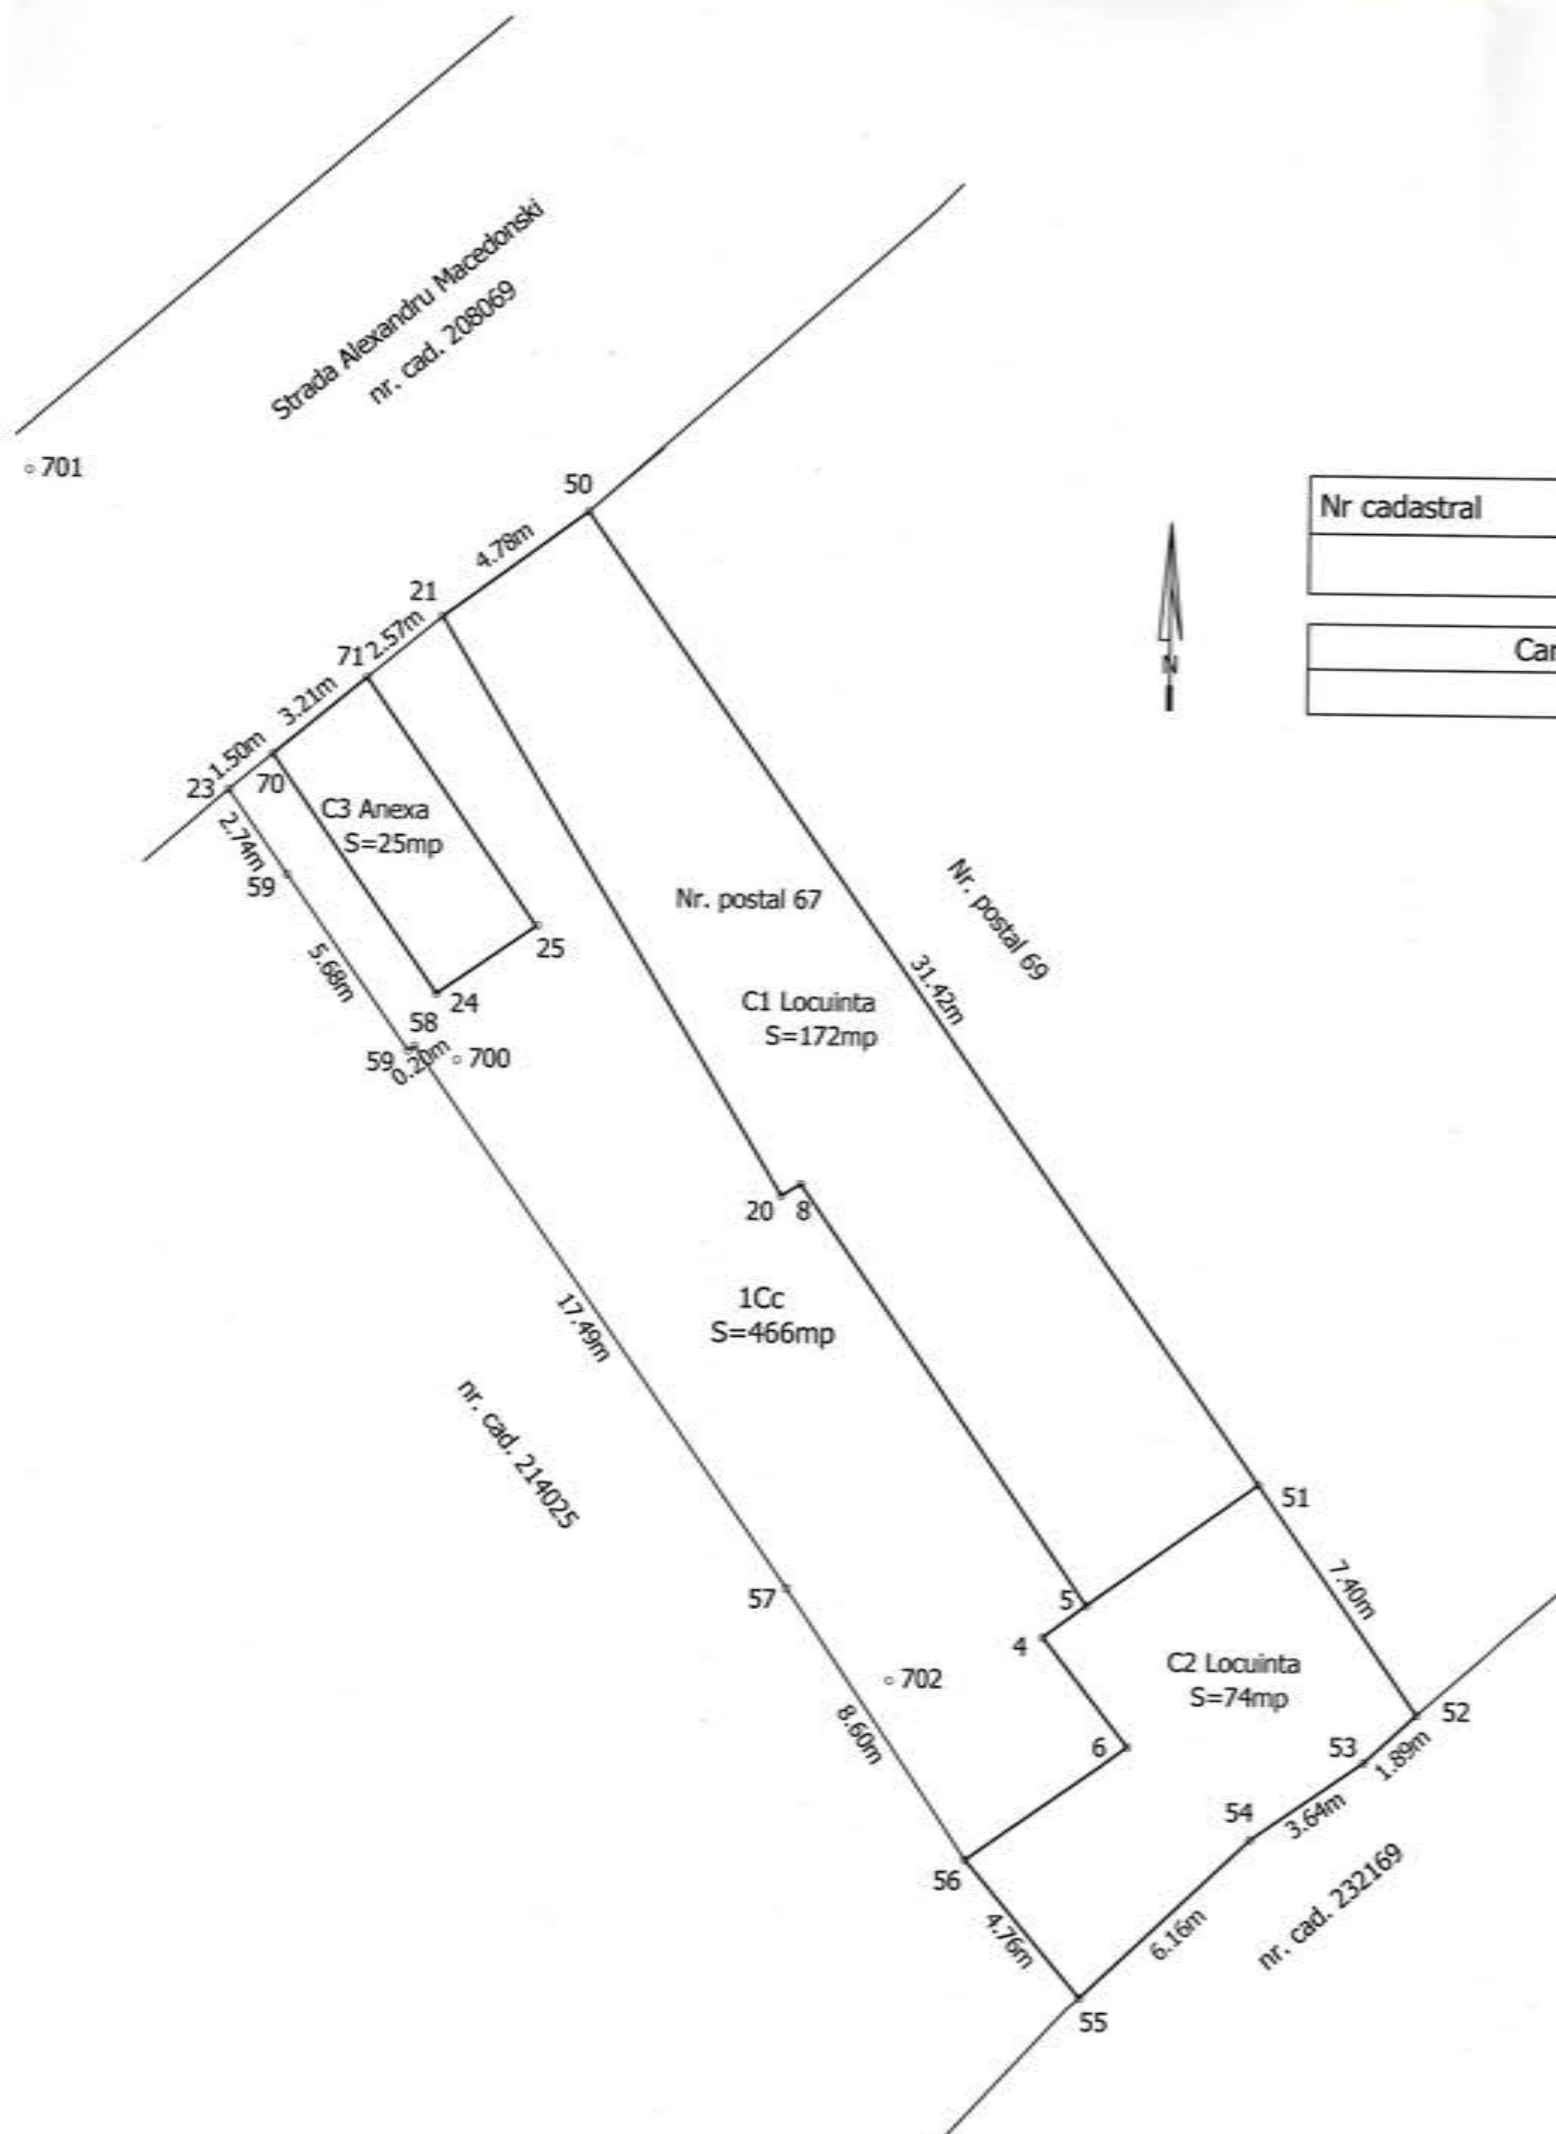 Strada Alexandru Macedonski
nr. cad. 208069
701
50
4.78m
21
2.57m
71
3.21m
1.50m
23
70
2.74m
C3 Anexa
S=25mp
59
5.68m
25
24
58
59
0.20m
700
Nr cadastral
N
Nr. postal 67
Nr. postal 69
31.42m
C1 Locuinta
S=172mp
20
8
1Cc
S=466mp
17.49m
nr. cad. 214025
51
57
5
4
7.40m
702
C2 Locuinta
S=74mp
8.60m
52
6
53
1.89m
54
3.64m
56
nr. cad. 232169
4.76m
6.16m
55